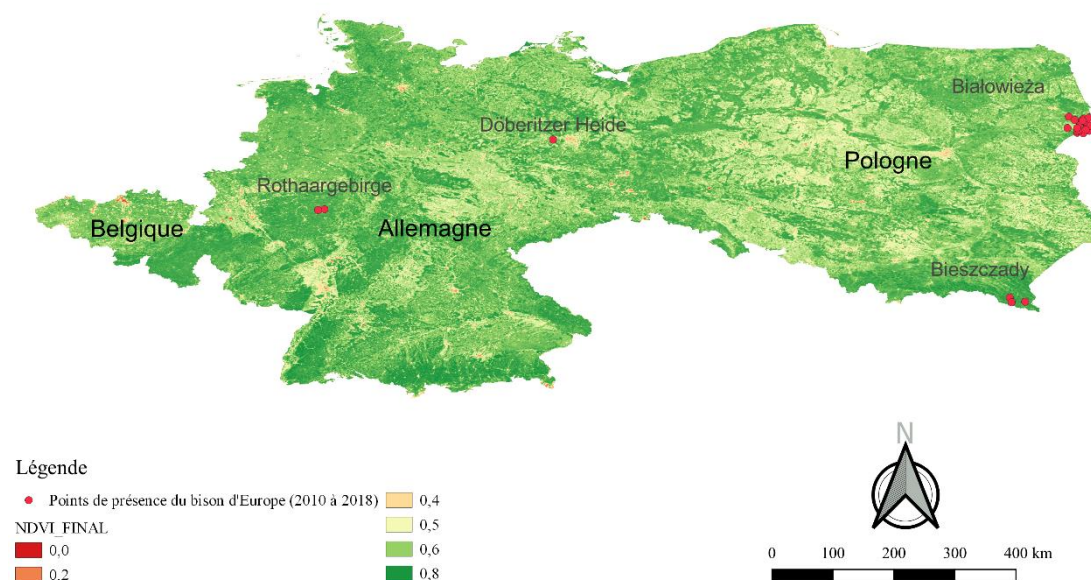 Białowieża
Döberitzer Heide
Pologne
Rothaargebirge
Belgique
Allemagne
Bieszczady
N
Légende
Points de présence du bison d'Europe (2010 à 2018)
NDVI_FINAL
0,0
0,2
0,4
0,5
0,6
0,8
0 100 200 300 400 km